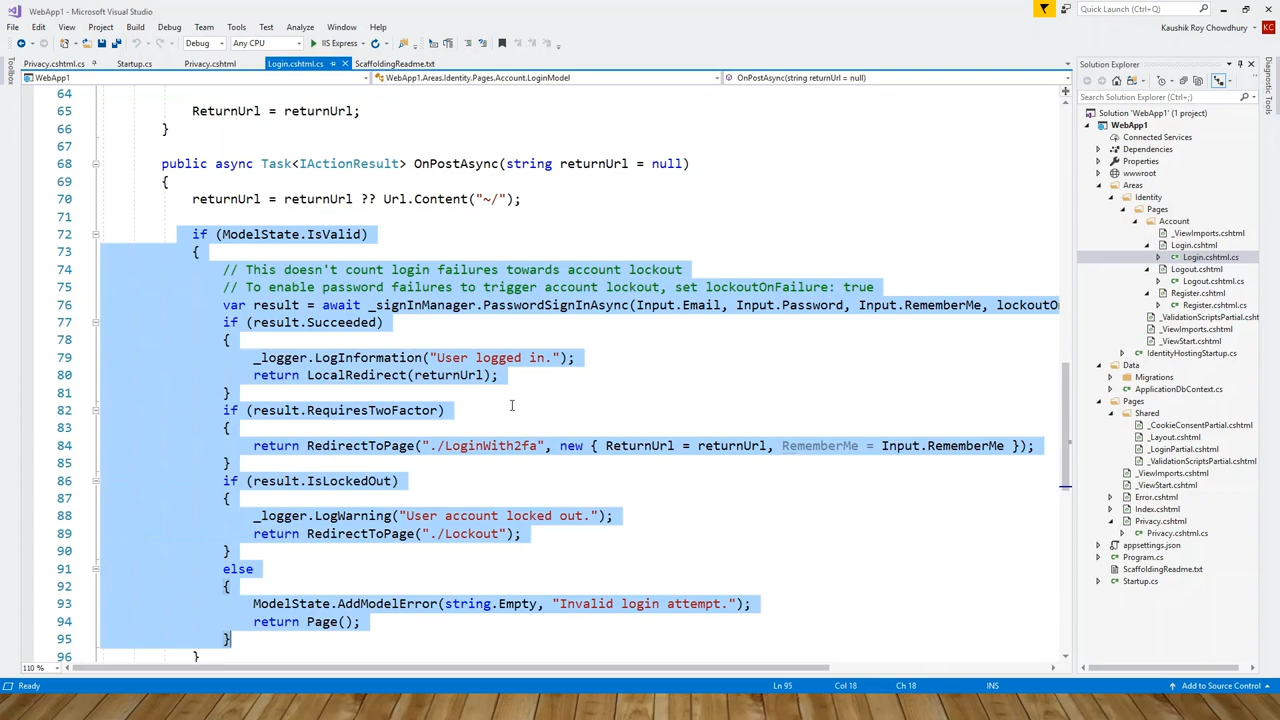 WebApp1 - Microsoft Visual Studio
Quick Launch (Ctrl+Q)
File Edit View Project Build Debug Team Tools Test Analyze Window Help
Kaushik Roy Chowdhury KC
Debug Any CPU IIS Express
Privacy.cshtml.cs Startup.cs Privacy.cshtml Login.cshtml.cs ScaffoldingReadme.txt
WebApp1 WebApp1.Areas.Identity.Pages.Account.LoginModel OnPostAsync(string returnUrl = null)
Toolbox
64
65 ReturnUrl = returnUrl;
66 }
67
68 public async Task<IActionResult> OnPostAsync(string returnUrl = null)
69 {
70 returnUrl = returnUrl ?? Url.Content("~/");
71
72 if (ModelState.IsValid)
73 {
74 // This doesn't count login failures towards account lockout
75 // To enable password failures to trigger account lockout, set lockoutOnFailure: true
76 var result = await _signInManager.PasswordSignInAsync(Input.Email, Input.Password, Input.RememberMe, lockoutO
77 if (result.Succeeded)
78 {
79 _logger.LogInformation("User logged in.");
80 return LocalRedirect(returnUrl);
81 }
82 if (result.RequiresTwoFactor)
83 {
84 return RedirectToPage("./LoginWith2fa", new { ReturnUrl = returnUrl, RememberMe = Input.RememberMe });
85 }
86 if (result.IsLockedOut)
87 {
88 _logger.LogWarning("User account locked out.");
89 return RedirectToPage("./Lockout");
90 }
91 else
92 {
93 ModelState.AddModelError(string.Empty, "Invalid login attempt.");
94 return Page();
95 }
96 }
110 %
Solution Explorer
Search Solution Explorer (Ctrl+;)
Solution 'WebApp1' (1 project)
WebApp1
Connected Services
Dependencies
Properties
wwwroot
Areas
Identity
Pages
Account
_ViewImports.cshtml
Login.cshtml
Login.cshtml.cs
Logout.cshtml
Logout.cshtml.cs
Register.cshtml
Register.cshtml.cs
_ValidationScriptsPartial.csht
_ViewImports.cshtml
_ViewStart.cshtml
IdentityHostingStartup.cs
Data
Migrations
ApplicationDbContext.cs
Pages
Shared
_CookieConsentPartial.cshtml
_Layout.cshtml
_LoginPartial.cshtml
_ValidationScriptsPartial.cshtml
_ViewImports.cshtml
_ViewStart.cshtml
Error.cshtml
Index.cshtml
Privacy.cshtml
Privacy.cshtml.cs
appsettings.json
Program.cs
ScaffoldingReadme.txt
Startup.cs
Diagnostic Tools
Ready Ln 95 Col 18 Ch 18 INS Add to Source Control